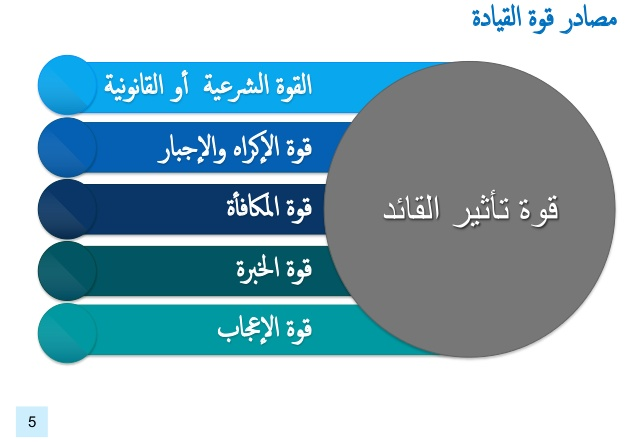 مصادر قوة القيادة
القوة الشرعية أو القانونية
قوة الإكراه والإجبار
قوة المكافأة
قوة الخبرة
قوة الإعجاب
قوة تأثير القائد
5